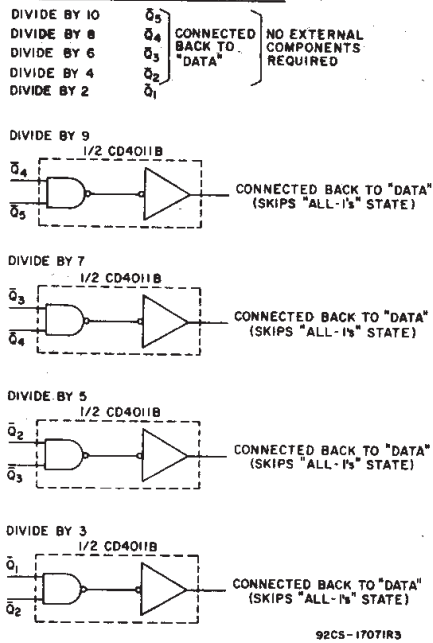 DIVIDE BY 10 Q̄5 CONNECTED BACK TO "DATA" NO EXTERNAL COMPONENTS REQUIRED
DIVIDE BY 8 Q̄4
DIVIDE BY 6 Q̄3
DIVIDE BY 4 Q̄2
DIVIDE BY 2 Q̄1
DIVIDE BY 9
1/2 CD4011B
Q̄4
Q̄5
CONNECTED BACK TO "DATA"
(SKIPS "ALL-1's" STATE)
DIVIDE BY 7
1/2 CD4011B
Q̄3
Q̄4
CONNECTED BACK TO "DATA"
(SKIPS "ALL-1's" STATE)
DIVIDE BY 5
1/2 CD4011B
Q̄2
Q̄3
CONNECTED BACK TO "DATA"
(SKIPS "ALL-1's" STATE)
DIVIDE BY 3
1/2 CD4011B
Q̄1
Q̄2
CONNECTED BACK TO "DATA"
(SKIPS "ALL-1's" STATE)
92CS-17071R3